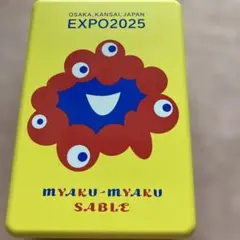 OSAKA, KANSAI, JAPAN
EXPO2025
MYAKU-MYAKU
SABLE